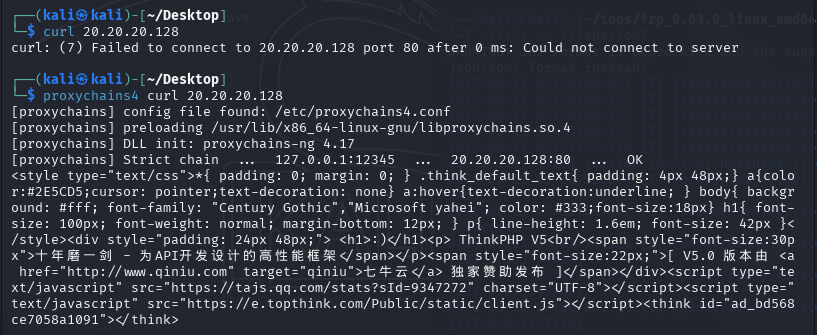 ┌──(kali㉿kali)-[~/Desktop]
└─$ curl 20.20.20.128
curl: (7) Failed to connect to 20.20.20.128 port 80 after 0 ms: Could not connect to server
┌──(kali㉿kali)-[~/Desktop]
└─$ proxychains4 curl 20.20.20.128
[proxychains] config file found: /etc/proxychains4.conf
[proxychains] preloading /usr/lib/x86_64-linux-gnu/libproxychains.so.4
[proxychains] DLL init: proxychains-ng 4.17
[proxychains] Strict chain ... 127.0.0.1:12345 ... 20.20.20.128:80 ... OK
<style type="text/css">*{ padding: 0; margin: 0; } .think_default_text{ padding: 4px 48px;} a{colo
r:#2E5CD5;cursor: pointer;text-decoration: none} a:hover{text-decoration:underline; } body{ backgr
ound: #fff; font-family: "Century Gothic","Microsoft yahei"; color: #333;font-size:18px} h1{ font-
size: 100px; font-weight: normal; margin-bottom: 12px; } p{ line-height: 1.6em; font-size: 42px }<
/style><div style="padding: 24px 48px;"> <h1>:)</h1><p> ThinkPHP V5<br/><span style="font-size:30p
x">十年磨一剑 - 为API开发设计的高性能框架</span></p><span style="font-size:22px;">[ V5.0 版本由 <a
href="http://www.qiniu.com" target="qiniu">七牛云</a> 独家赞助发布 ]</span></div><script type="te
xt/javascript" src="https://tajs.qq.com/stats?sId=9347272" charset="UTF-8"></script><script type="
text/javascript" src="https://e.topthink.com/Public/static/client.js"></script><think id="ad_bd568
ce7058a1091"></think>